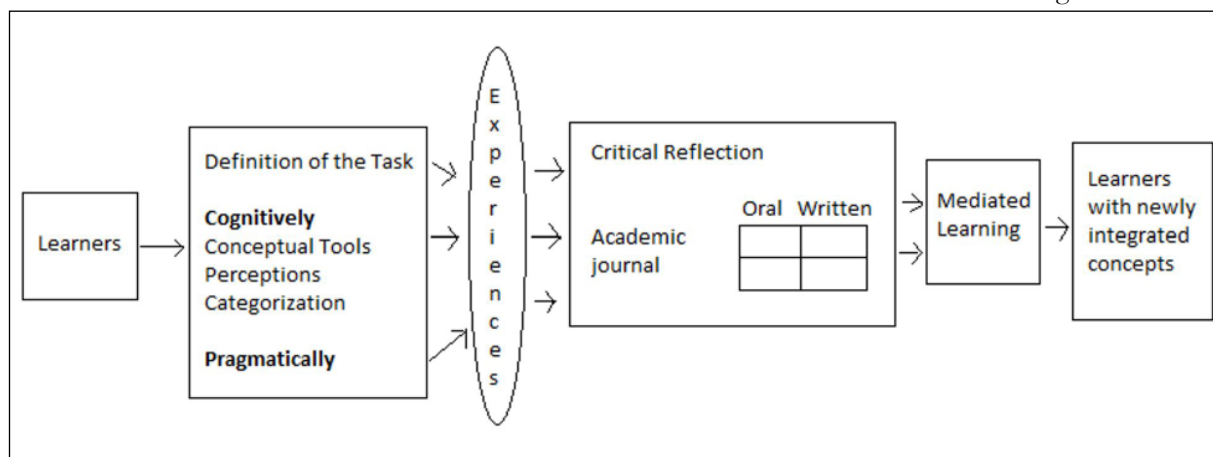 Learners
Definition of the Task
Cognitively
Conceptual Tools
Perceptions
Categorization
Pragmatically
Experiences
Critical Reflection
Oral Written
Academic
journal
Mediated
Learning
Learners
with newly
integrated
concepts